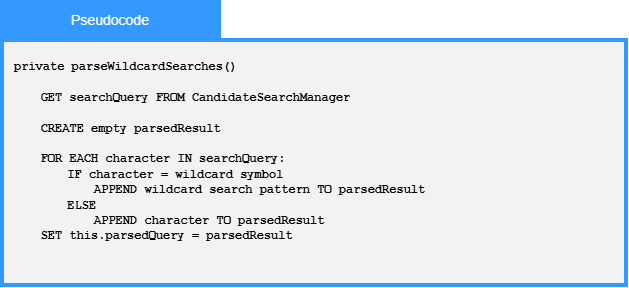 Pseudocode
private parseWildcardSearches()
GET searchQuery FROM CandidateSearchManager
CREATE empty parsedResult
FOR EACH character IN searchQuery:
IF character = wildcard symbol
APPEND wildcard search pattern TO parsedResult
ELSE
APPEND character TO parsedResult
SET this.parsedQuery = parsedResult